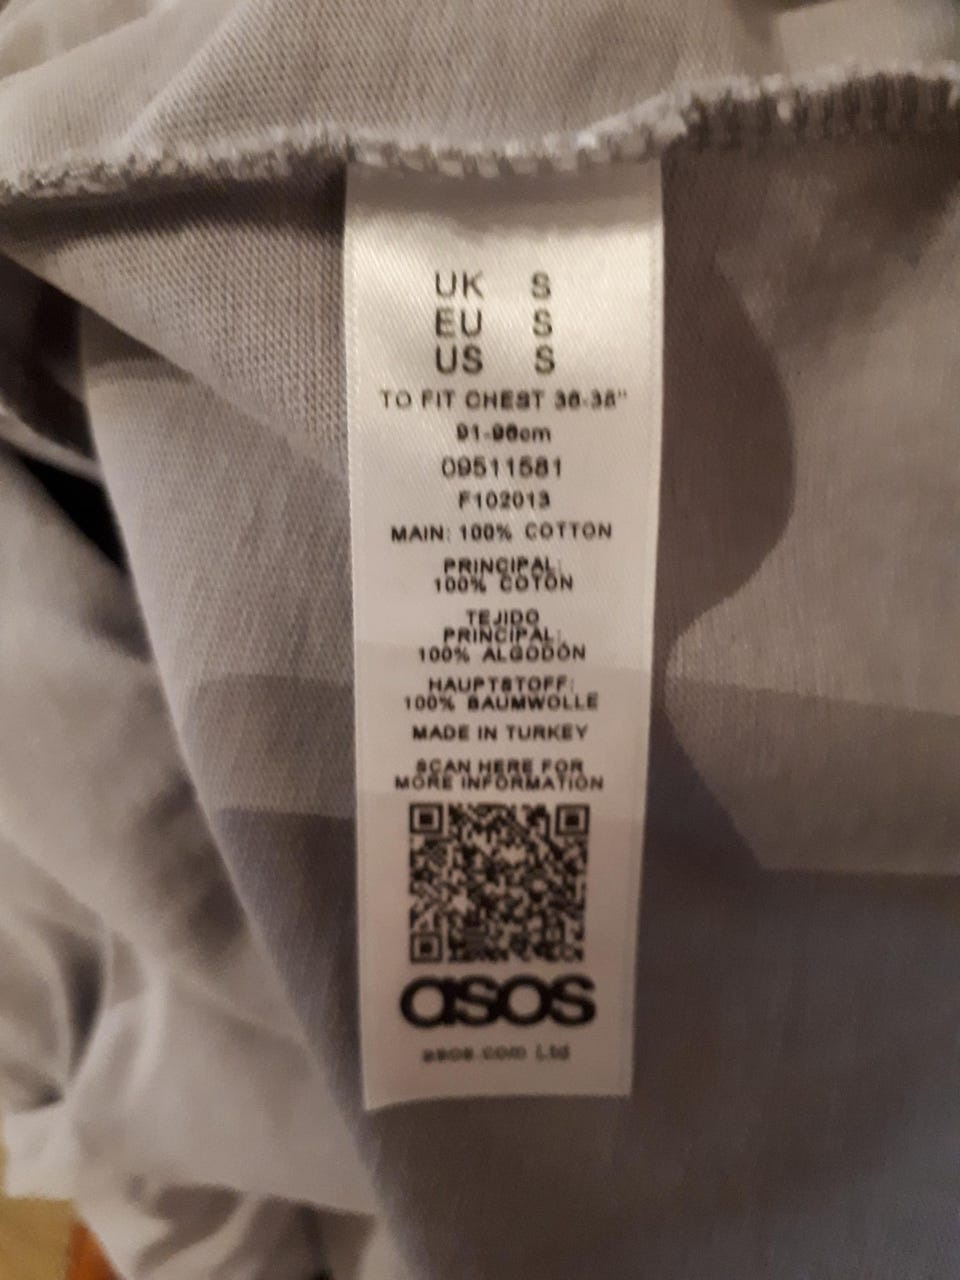 UK S
EU S
US S
TO FIT CHEST 36-38"
91-96cm
09511581
F102013
MAIN: 100% COTTON
PRINCIPAL:
100% COTON
TEJIDO
PRINCIPAL:
100% ALGODÓN
HAUPTSTOFF:
100% BAUMWOLLE
MADE IN TURKEY
SCAN HERE FOR
MORE INFORMATION
asos
asos.com Ltd